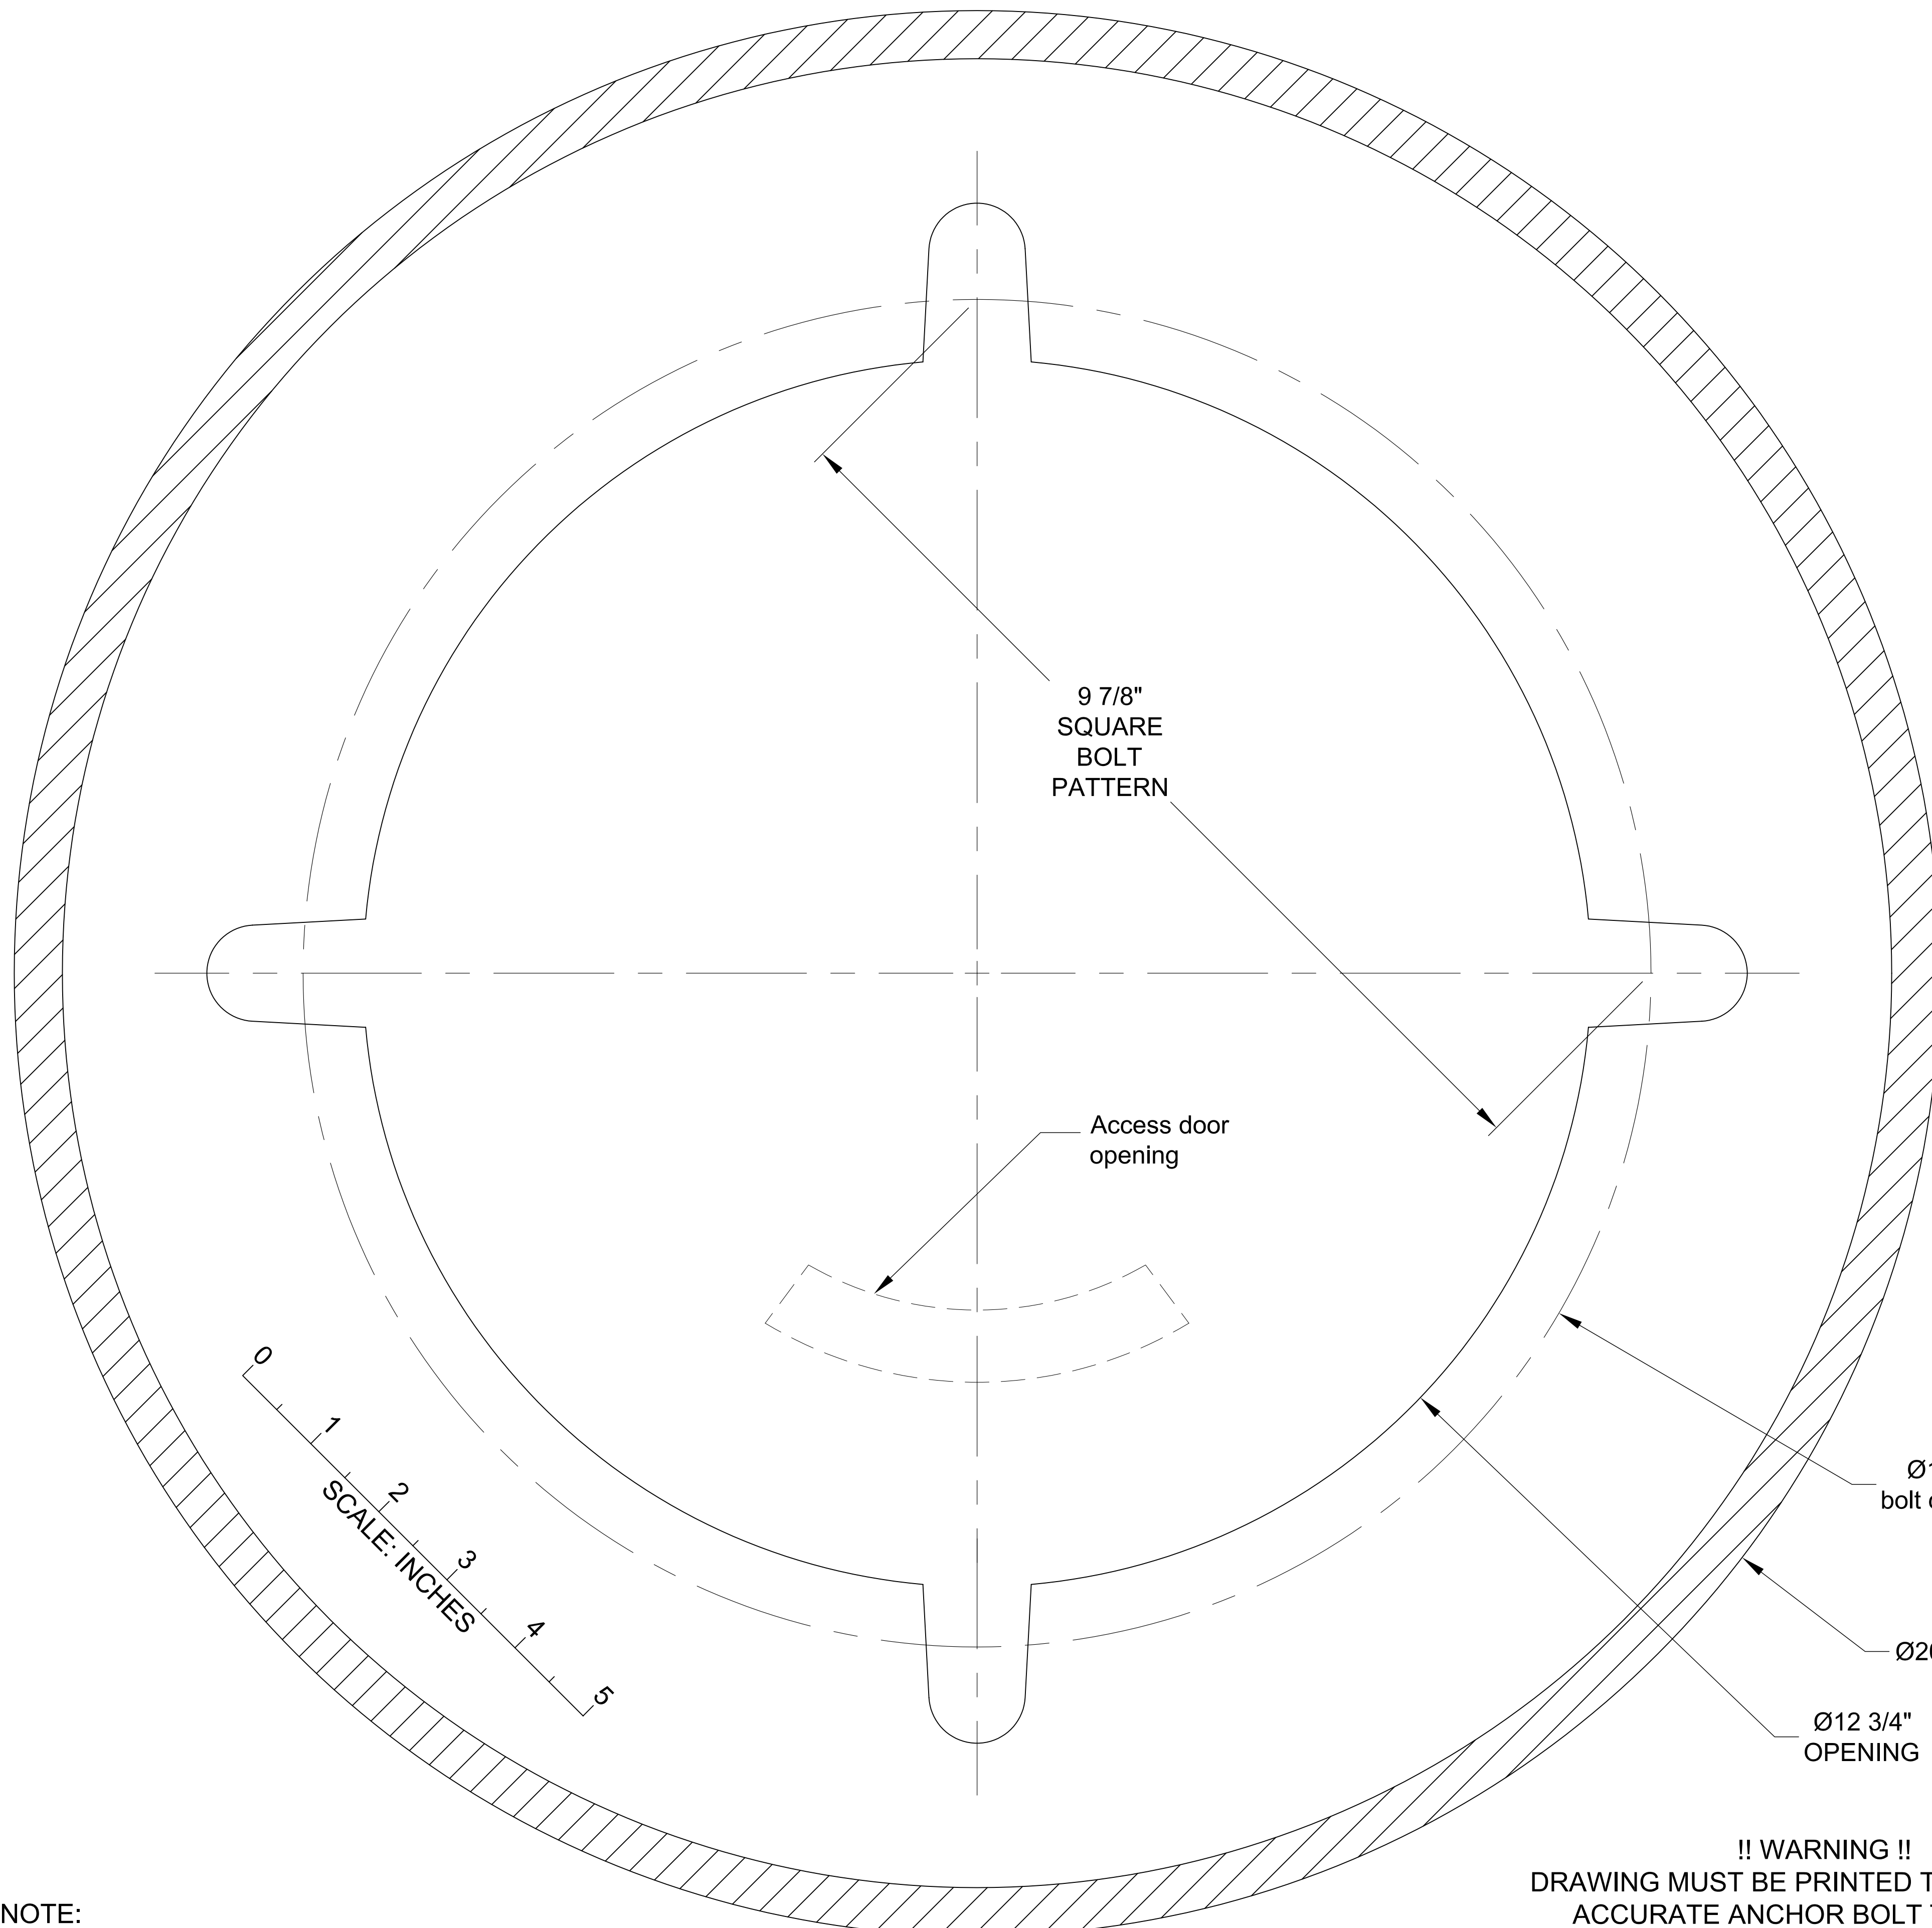 9 7/8"
SQUARE
BOLT
PATTERN
Access door
opening
0
1
2
3
4
5
SCALE: INCHES
bolt
Ø12 3/4"
OPENING
!! WARNING !!
DRAWING MUST BE PRINTED
ACCURATE ANCHOR BOLT
NOTE: